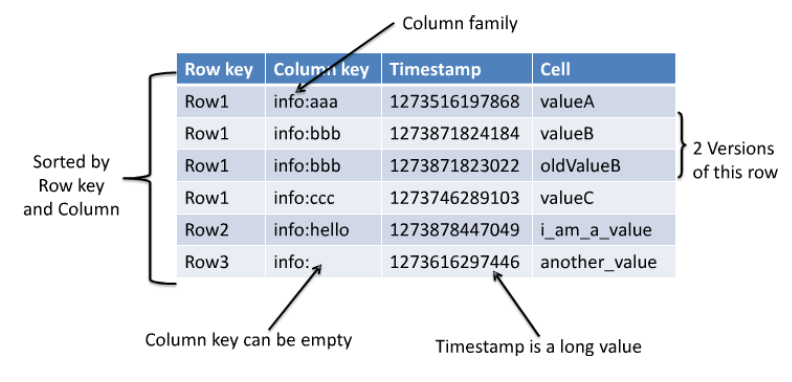 Column family
Row key Column key Timestamp Cell
Row1 info:aaa 1273516197868 valueA
Row1 info:bbb 1273871824184 valueB
Row1 info:bbb 1273871823022 oldValueB
Row1 info:ccc 1273746289103 valueC
Row2 info:hello 1273878447049 i_am_a_value
Row3 info: 1273616297446 another_value
Sorted by
Row key
and Column
2 Versions
of this row
Column key can be empty
Timestamp is a long value